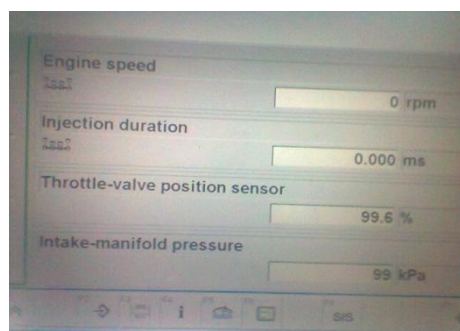 Engine speed
0 rpm
Injection duration
0.000 ms
Throttle-valve position sensor
99.6 %
Intake-manifold pressure
99 kPa
i
SIS